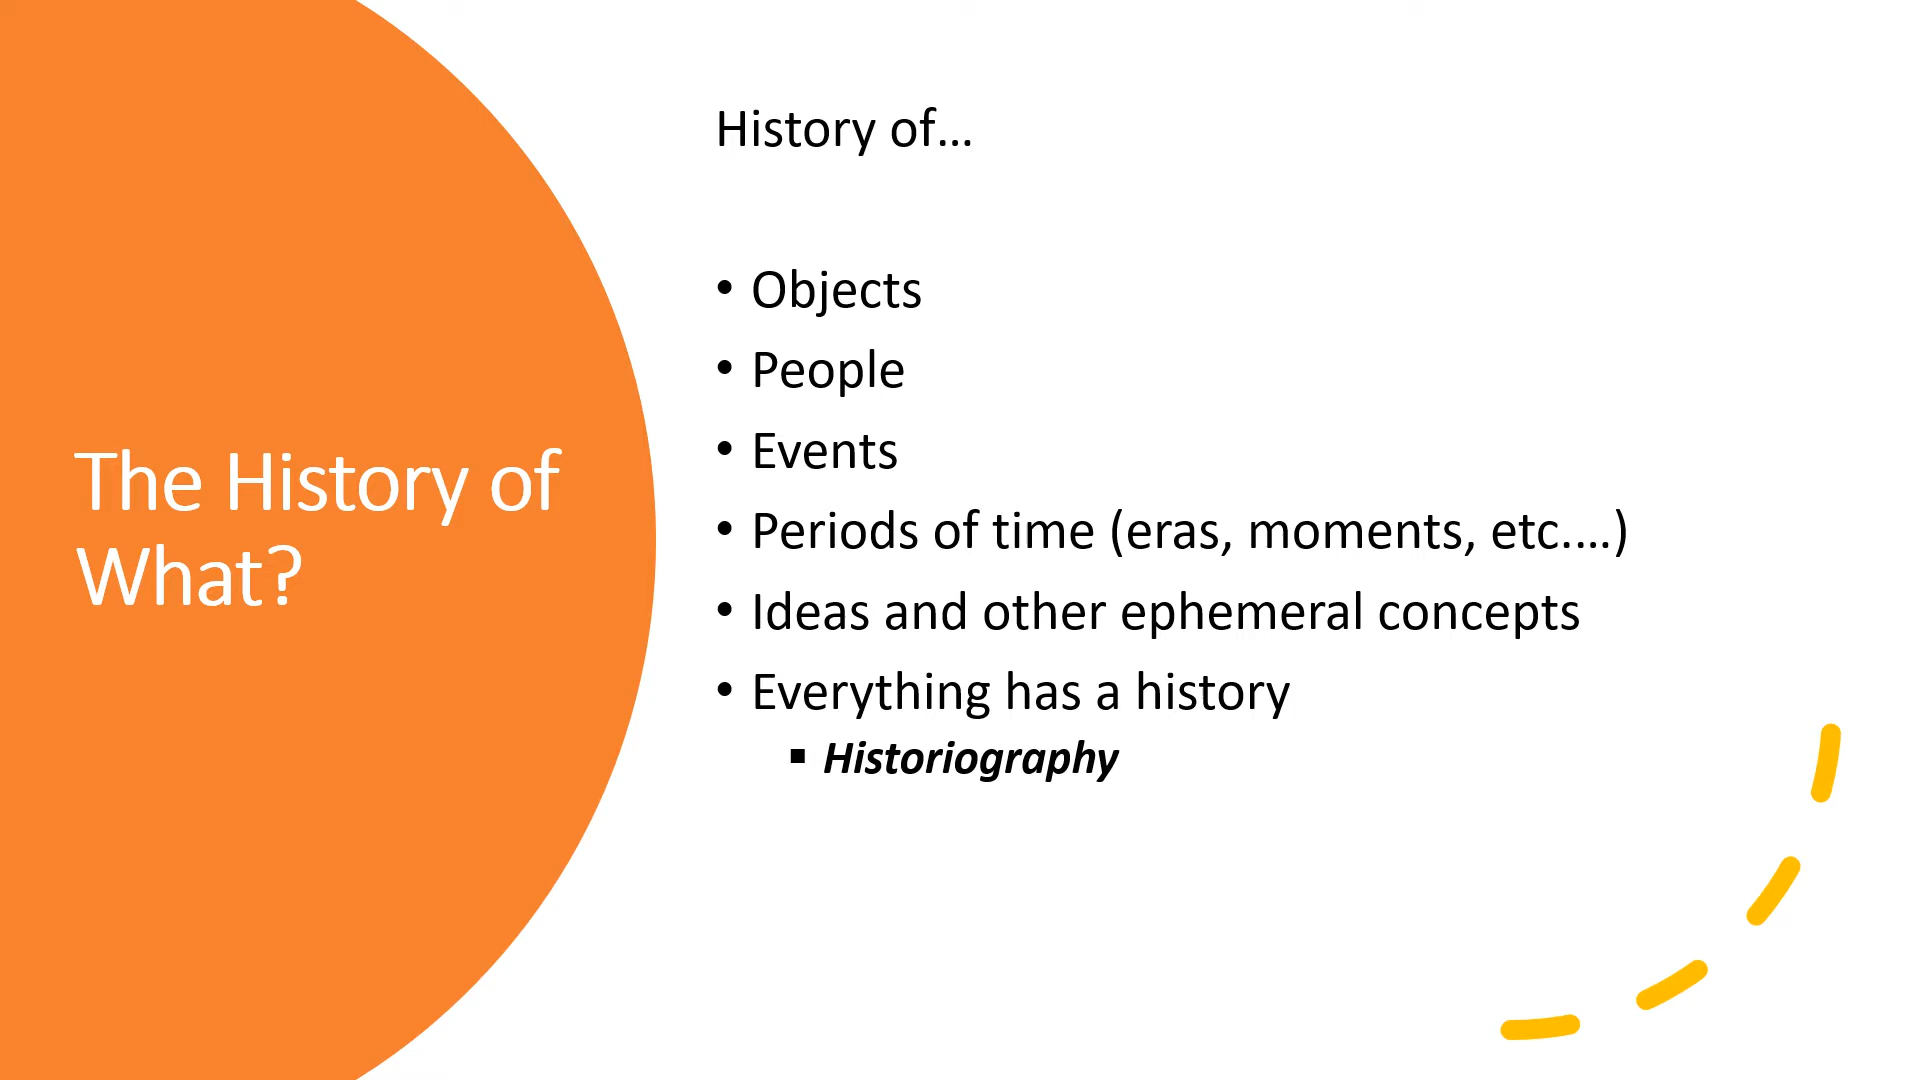 The History of
What?
History of...
• Objects
• People
• Events
• Periods of time (eras, moments, etc....)
• Ideas and other ephemeral concepts
• Everything has a history
▪ Historiography